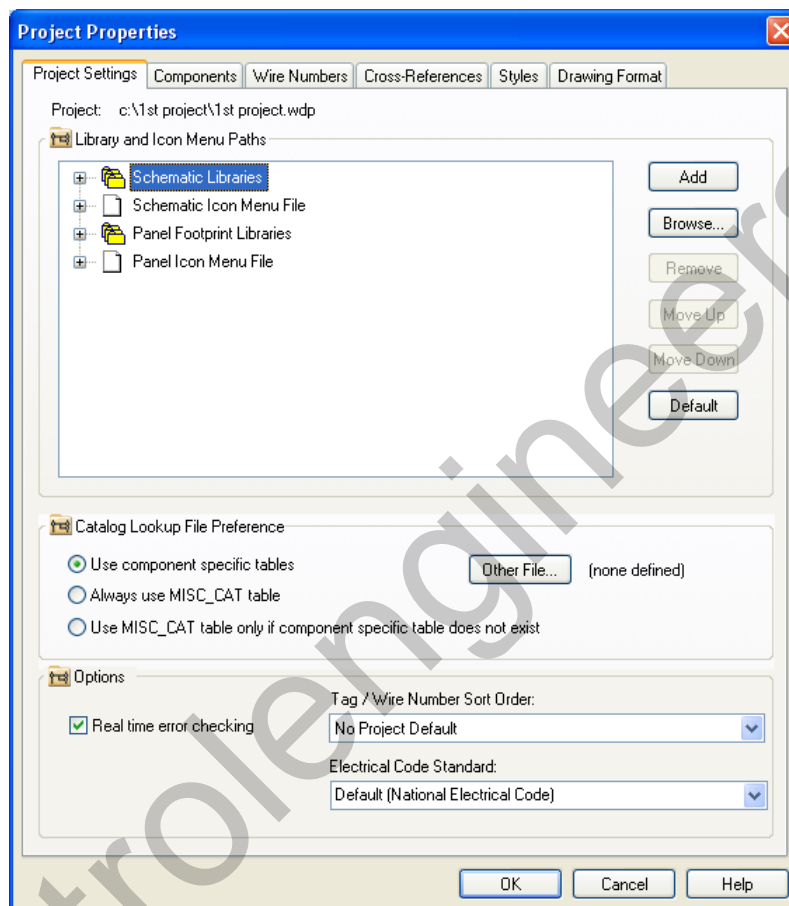 Project Properties
Project Settings Components Wire Numbers Cross-References Styles Drawing Format
Project: c:\1st project\1st project.wdp
Library and Icon Menu Paths
Schematic Libraries
Schematic Icon Menu File
Panel Footprint Libraries
Panel Icon Menu File
Add
Browse...
Remove
Move Up
Move Down
Default
Catalog Lookup File Preference
Use component specific tables
Always use MISC_CAT table
Use MISC_CAT table only if component specific table does not exist
Other File... (none defined)
Options
Real time error checking
Tag / Wire Number Sort Order:
No Project Default
Electrical Code Standard:
Default (National Electrical Code)
OK Cancel Help
trolengineers